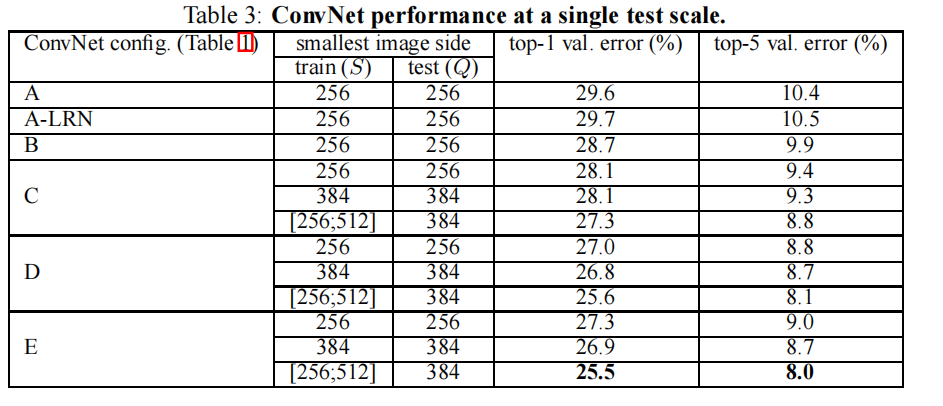 Table 3: ConvNet performance at a single test scale.
ConvNet config. (Table 1) smallest image side top-1 val. error (%) top-5 val. error (%)
train (S) test (Q)
A 256 256 29.6 10.4
A-LRN 256 256 29.7 10.5
B 256 256 28.7 9.9
256 256 28.1 9.4
C 384 384 28.1 9.3
[256;512] 384 27.3 8.8
256 256 27.0 8.8
D 384 384 26.8 8.7
[256;512] 384 25.6 8.1
256 256 27.3 9.0
E 384 384 26.9 8.7
[256;512] 384 25.5 8.0